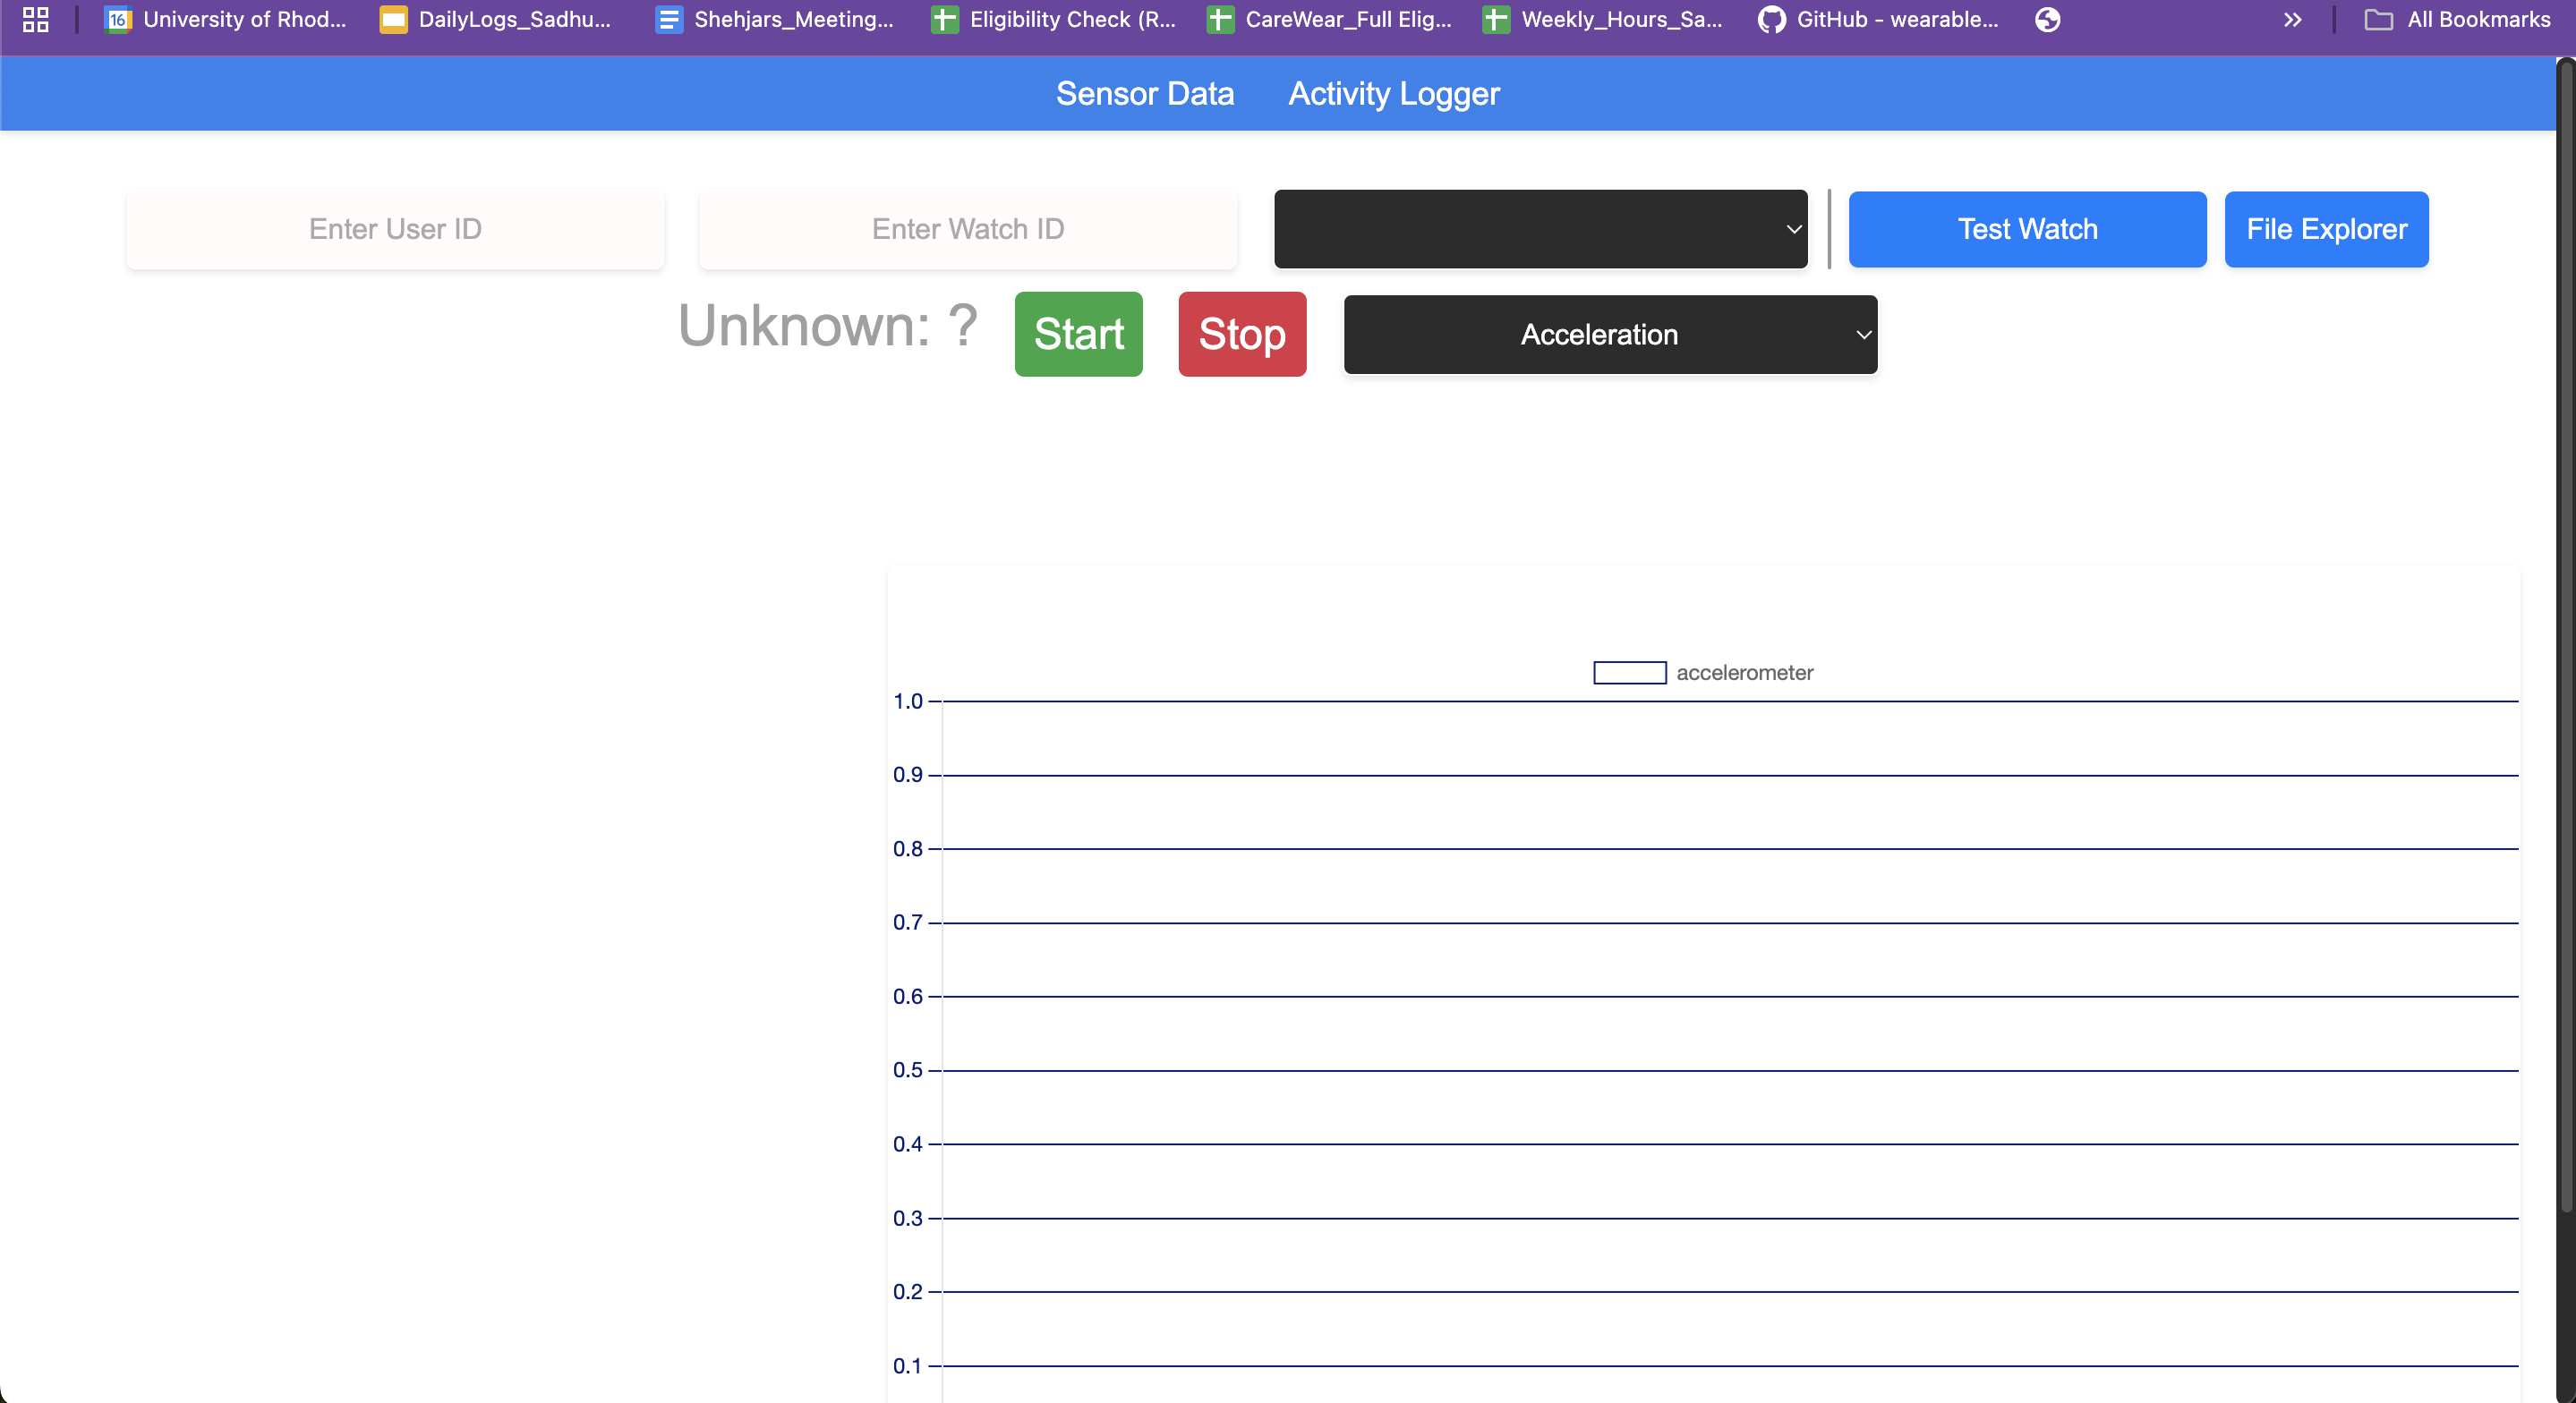 16 University of Rhod... DailyLogs_Sadhu... Shehjars_Meeting... Eligibility Check (R... CareWear_Full Elig... Weekly_Hours_Sa... GitHub - wearable... » All Bookmarks
Sensor Data Activity Logger
Enter User ID Enter Watch ID Test Watch File Explorer
Unknown: ? Start Stop Acceleration
accelerometer
1.0
0.9
0.8
0.7
0.6
0.5
0.4
0.3
0.2
0.1